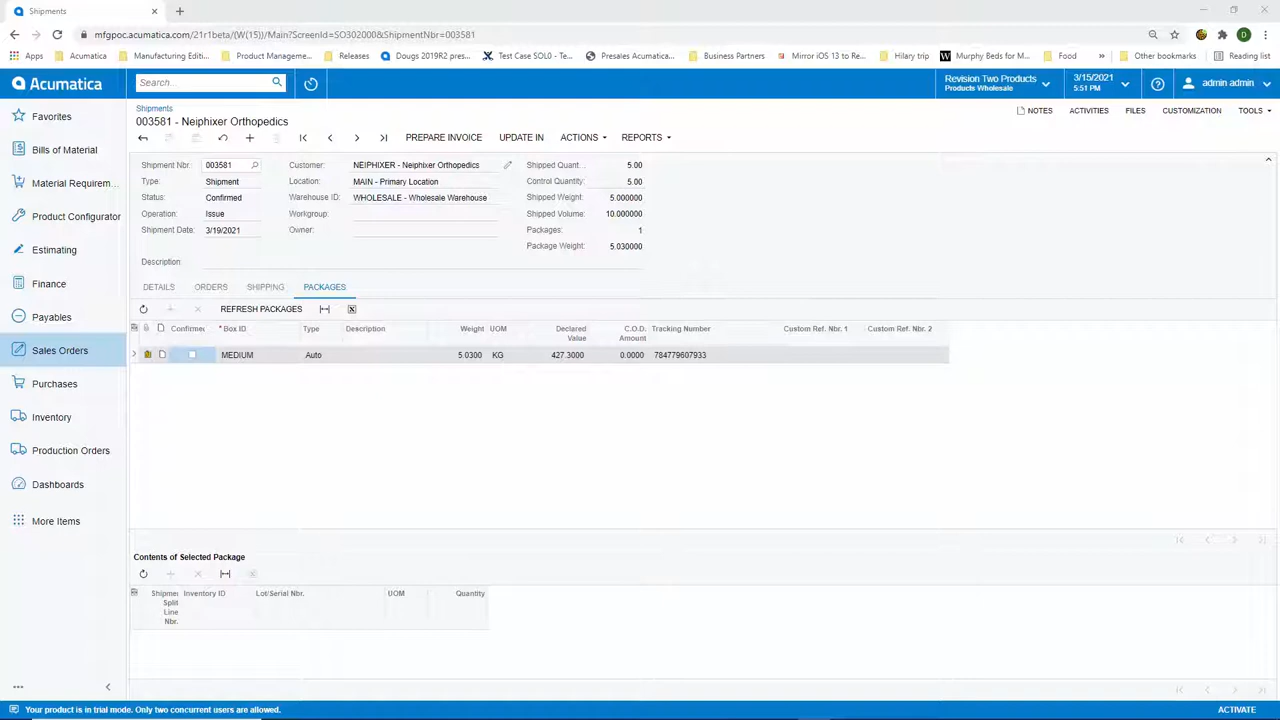 Shipments
mfgpoc.acumatica.com/21r1beta/(W(15))/Main?ScreenId=SO302000&ShipmentNbr=003581
Apps Acumatica Manufacturing Editi... Product Managemen... Releases Dougs 2019R2 pres... Test Case SOL0 - Te... Presales Acumatica... Business Partners Mirror iOS 13 to Re... Hilary trip Murphy Beds for M... Food » Other bookmarks Reading list
Acumatica Search... Revision Two Products 3/15/2021 admin admin
Products Wholesale 5:51 PM
Shipments NOTES ACTIVITIES FILES CUSTOMIZATION TOOLS
003581 - Neiphixer Orthopedics
PREPARE INVOICE UPDATE IN ACTIONS REPORTS
Favorites
Bills of Material
Material Requirem...
Product Configurator
Estimating
Finance
Payables
Sales Orders
Purchases
Inventory
Production Orders
Dashboards
More Items
Shipment Nbr.: 003581 Customer: NEIPHIXER - Neiphixer Orthopedics Shipped Quant... 5.00
Type: Shipment Location: MAIN - Primary Location Control Quantity: 5.00
Status: Confirmed Warehouse ID: WHOLESALE - Wholesale Warehouse Shipped Weight: 5.000000
Operation: Issue Workgroup: Shipped Volume: 10.000000
Shipment Date: 3/19/2021 Owner: Packages: 1
Package Weight: 5.030000
Description:
DETAILS ORDERS SHIPPING PACKAGES
REFRESH PACKAGES
Confirmed * Box ID Type Description Weight UOM Declared Value C.O.D. Amount Tracking Number Custom Ref. Nbr. 1 Custom Ref. Nbr. 2
MEDIUM Auto 5.0300 KG 427.3000 0.0000 784779607933
Contents of Selected Package
Shipmen Split Line Nbr. Inventory ID Lot/Serial Nbr. UOM Quantity
Your product is in trial mode. Only two concurrent users are allowed. ACTIVATE